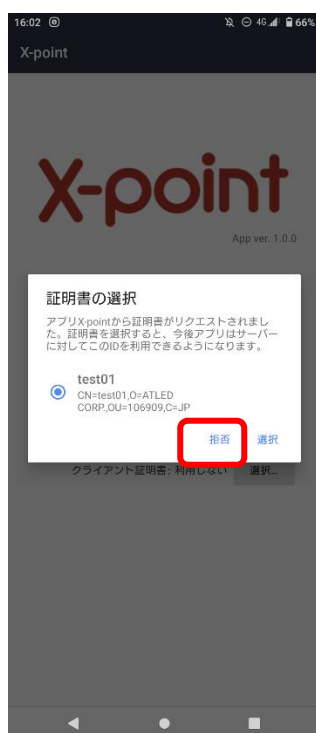 16:02 4G 66%
X-point
X-point
App ver. 1.0.0
証明書の選択
アプリX-pointから証明書がリクエストされまし
た。証明書を選択すると、今後アプリはサーバー
に対してこのIDを利用できるようになります。
test01
CN=test01,O=ATLED
CORP,OU=106909,C=JP
拒否 選択
クライアント証明書: 利用しない 選択...